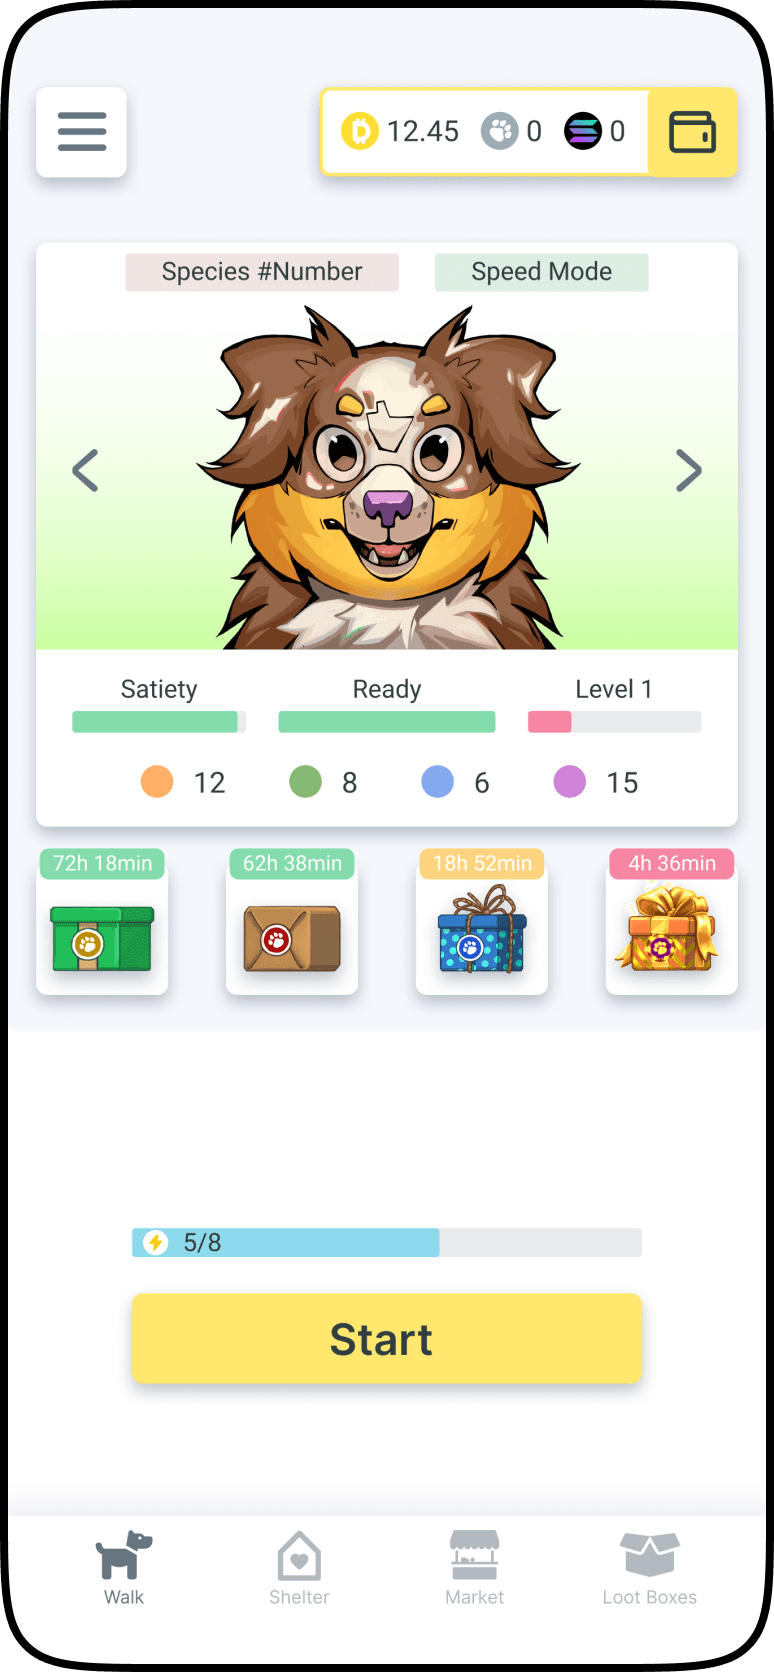 12.45 0 0
Species #Number Speed Mode
Satiety Ready Level 1
12 8 6 15
72h 18min 62h 38min 18h 52min 4h 36min
5/8
Start
Walk Shelter Market Loot Boxes